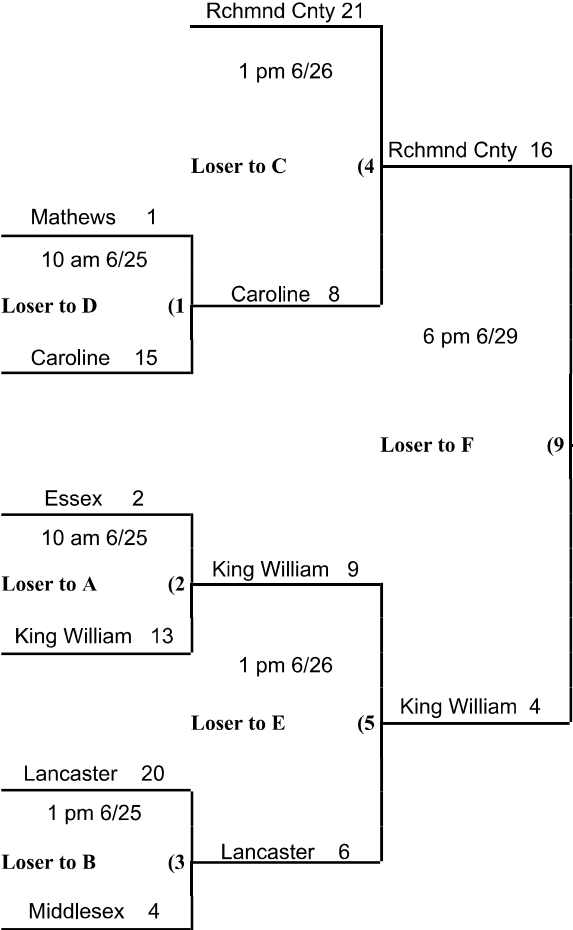 Rchmnd Cnty 21
1 pm 6/26
Rchmnd Cnty 16
Loser to C (4
Mathews 1
10 am 6/25
Caroline 8
Loser to D (1
6 pm 6/29
Caroline 15
Loser to F (9
Essex 2
10 am 6/25
King William 9
Loser to A (2
King William 13
1 pm 6/26
King William 4
Loser to E (5
Lancaster 20
1 pm 6/25
Lancaster 6
Loser to B (3
Middlesex 4